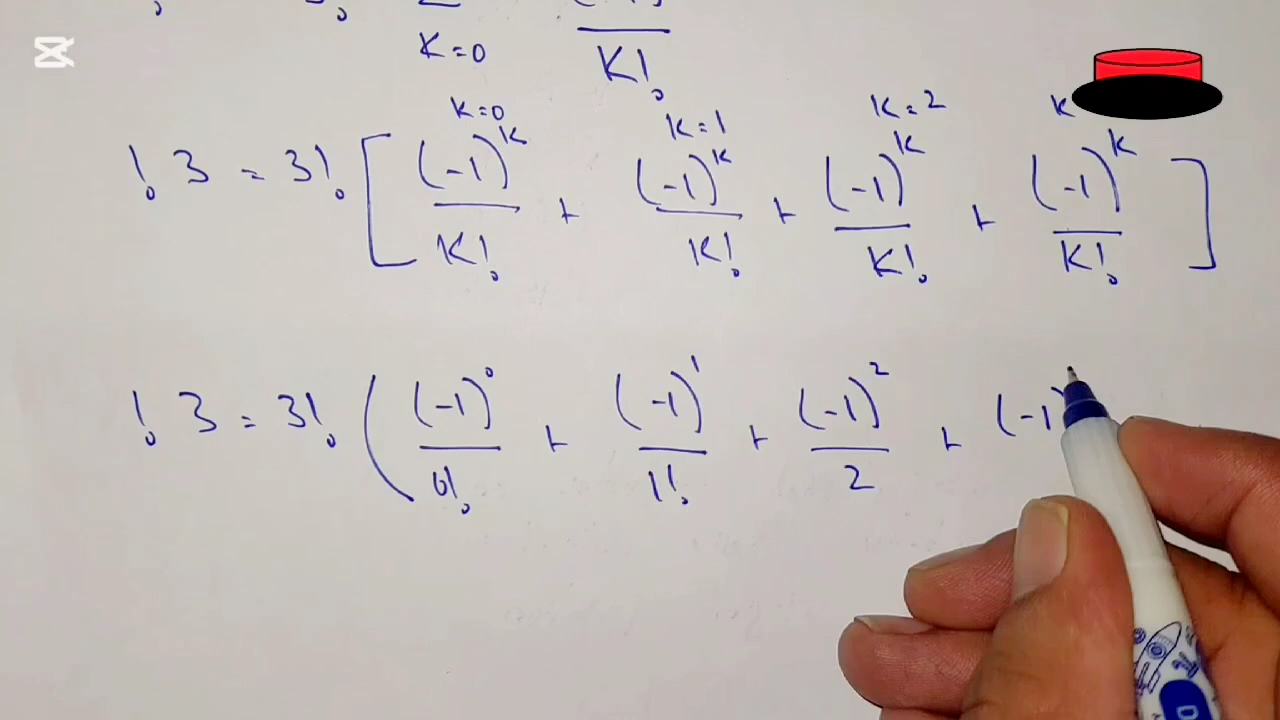 K=0 K!
K=0 K=1 K=2 K
!3 = 3! [ (-1)^K / K! + (-1)^K / K! + (-1)^K / K! + (-1)^K / K! ]
!3 = 3! ( (-1)^0 / 0! + (-1)^1 / 1! + (-1)^2 / 2 + (-1)